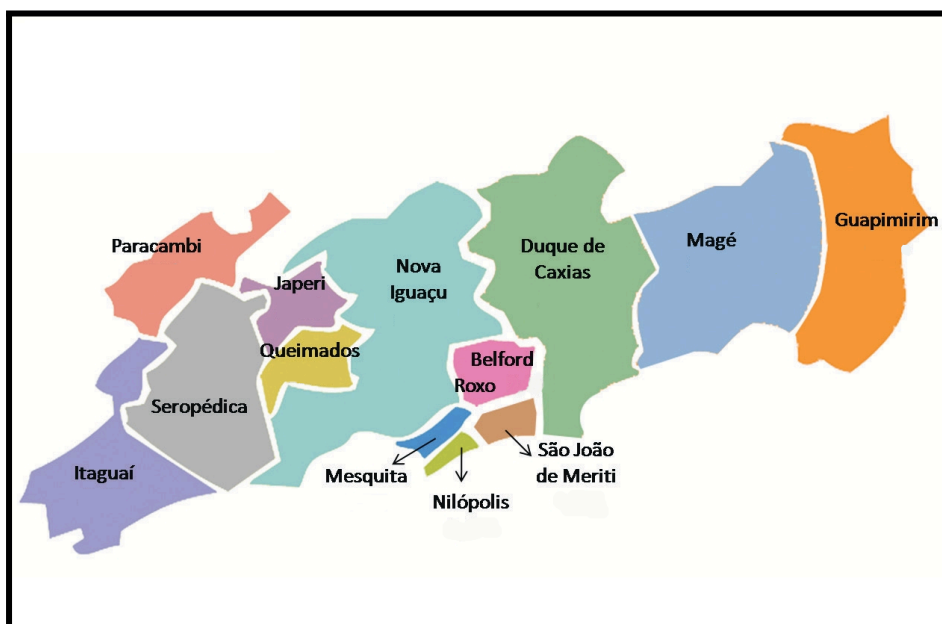 Paracambi
Japeri
Nova
Iguaçu
Duque de
Caxias
Magé
Guapimirim
Queimados
Belford
Roxo
Seropédica
Itaguaí
Mesquita
Nilópolis
São João
de Meriti